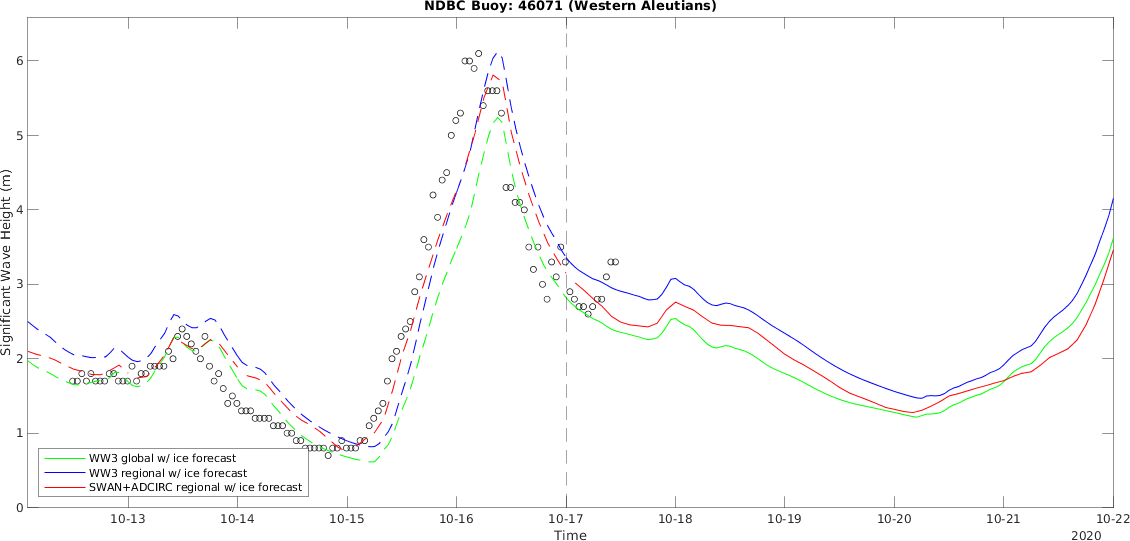 NDBC Buoy: 46071 (Western Aleutians)
Significant Wave Height (m)
6
5
4
3
2
1
0
WW3 global w/ ice forecast
WW3 regional w/ ice forecast
SWAN+ADCIRC regional w/ ice forecast
10-13 10-14 10-15 10-16 10-17 10-18 10-19 10-20 10-21 10-22
Time
2020